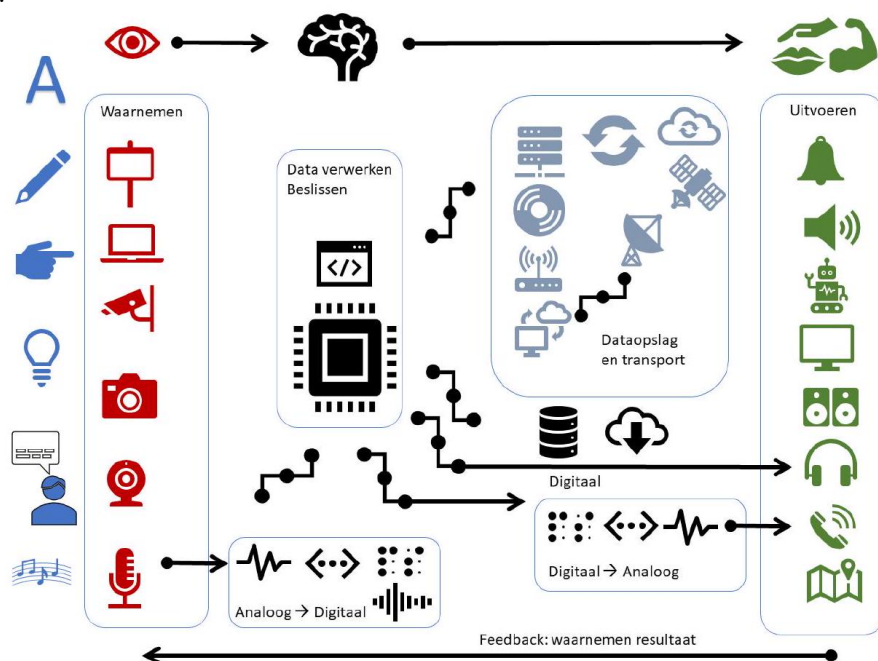 A
Waarnemen
Uitvoeren
Data verwerken
Beslissen
</>
Dataopslag
en transport
Digitaal
Digitaal → Analoog
Analoog → Digitaal
Feedback: waarnemen resultaat